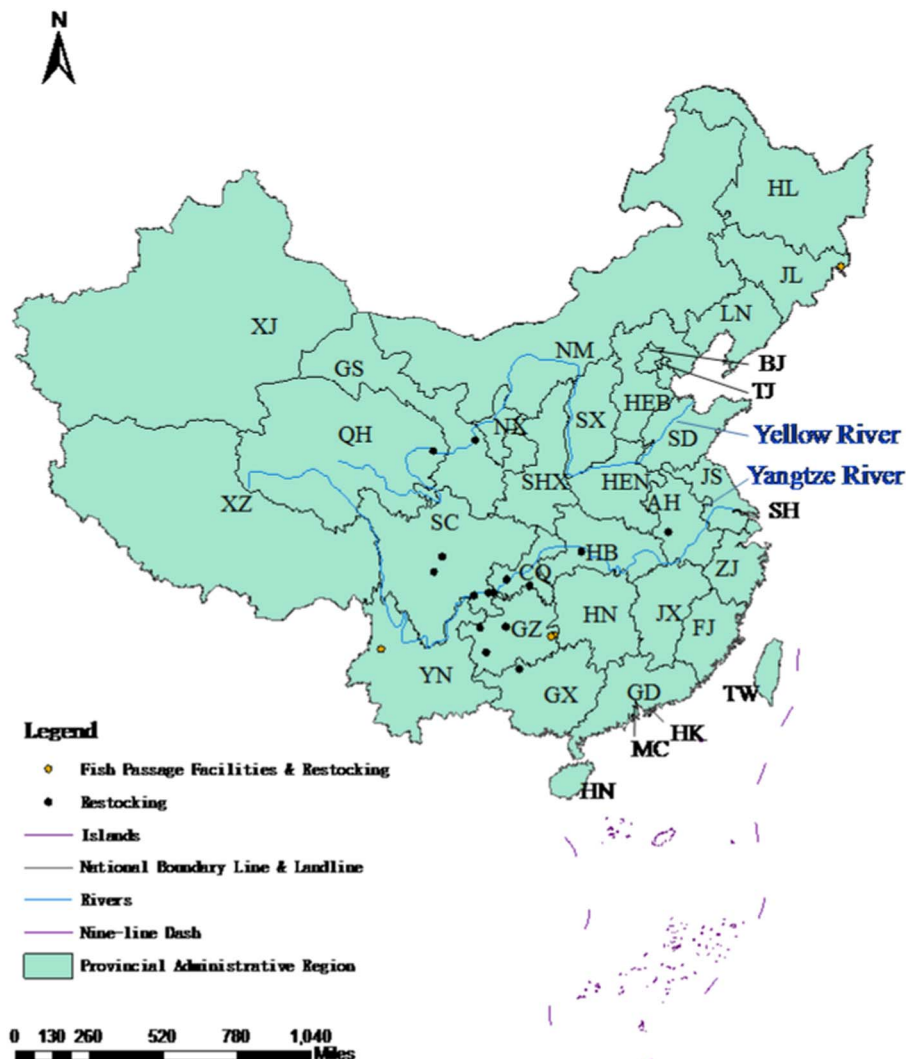 N
HL
JL
LN
XJ
NM
GS
BJ
TJ
HEB
NX
SX
QH
SD
Yellow River
JS
Yangtze River
SHX
HEN
AH
XZ
SC
SH
HB
CQ
ZJ
GZ
HN
JX
FJ
YN
GX
GD
TW
HK
MC
HN
Legend
Fish Passage Facilities & Restocking
Restocking
Islands
National Boundary Line & Landline
Rivers
Nine-line Dash
Provincial Administrative Region
0 130 260 520 780 1,040
Miles